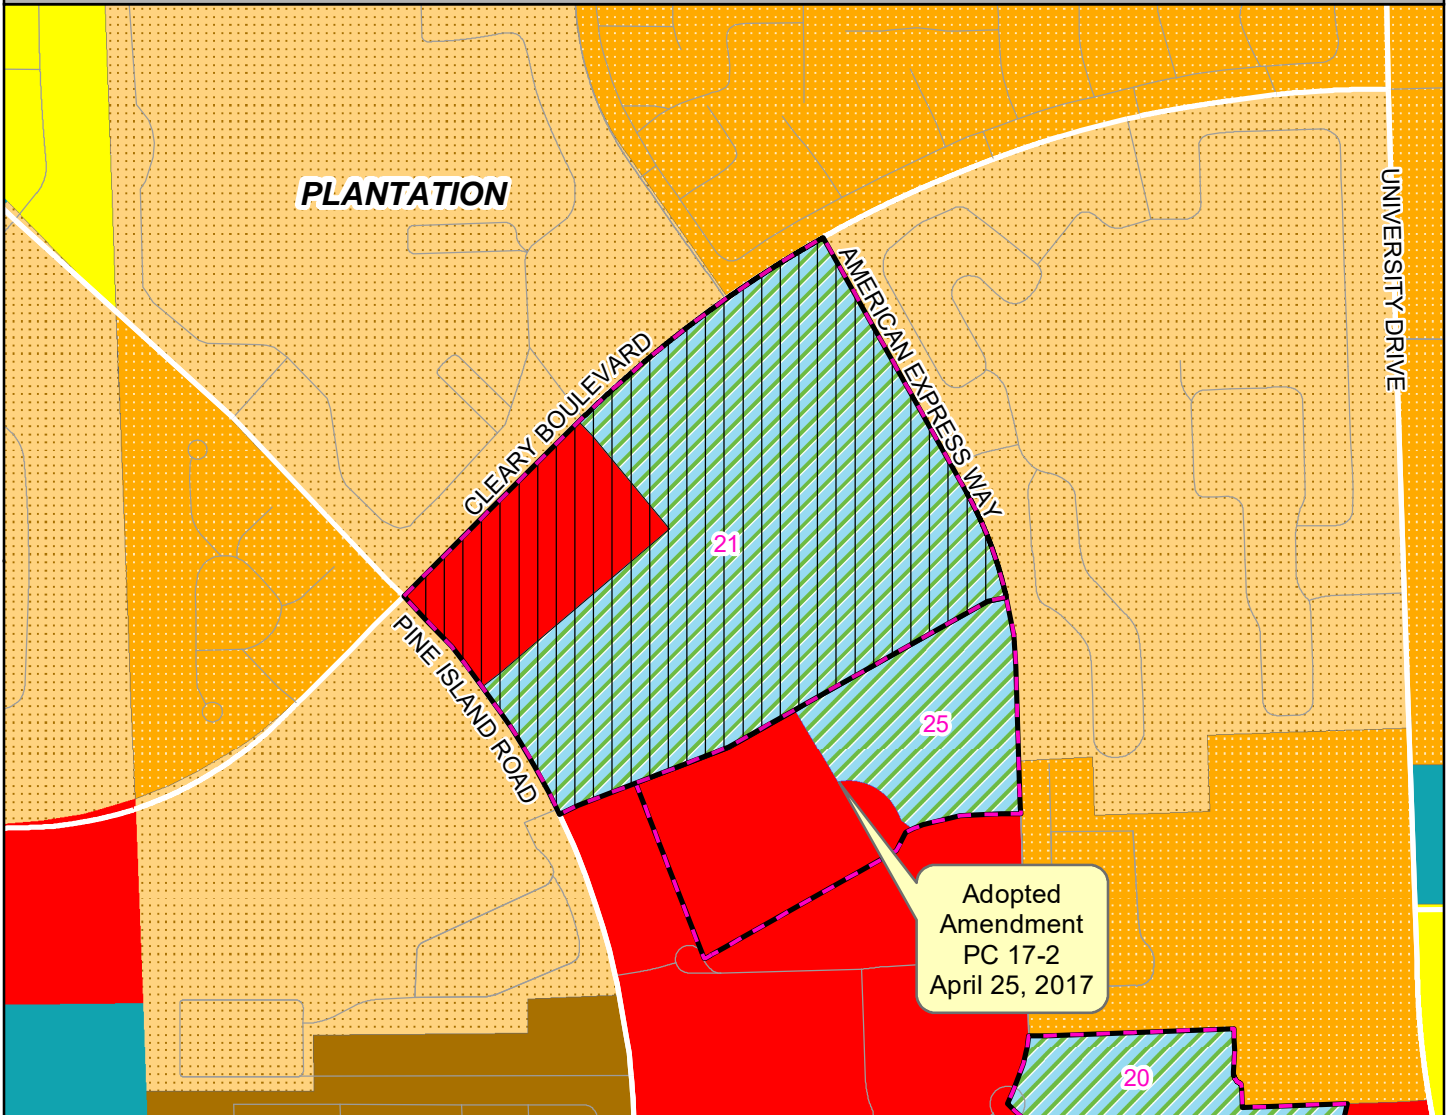 PLANTATION
UNIVERSITY DRIVE
AMERICAN EXPRESS WAY
CLEARY BOULEVARD
21
PINE ISLAND ROAD
25
Adopted
Amendment
PC 17-2
April 25, 2017
20